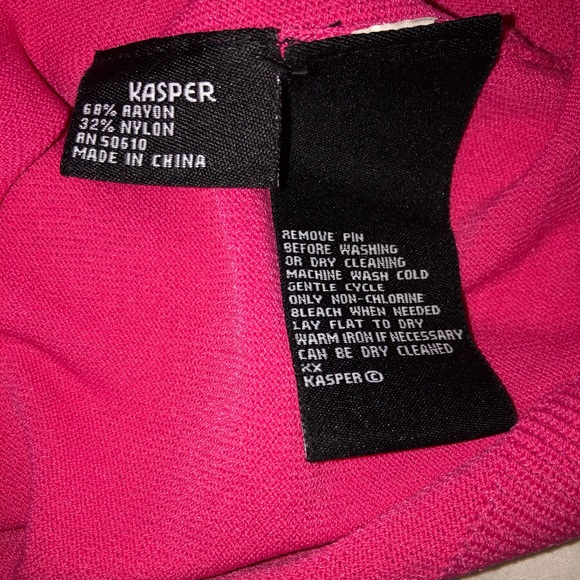 KASPER
68% RAYON
32% NYLON
RN 50610
MADE IN CHINA
REMOVE PIN
BEFORE WASHING
OR DRY CLEANING
MACHINE WASH COLD
GENTLE CYCLE
ONLY NON-CHLORINE
BLEACH WHEN NEEDED
LAY FLAT TO DRY
WARM IRON IF NECESSARY
CAN BE DRY CLEANED
XX
KASPER©